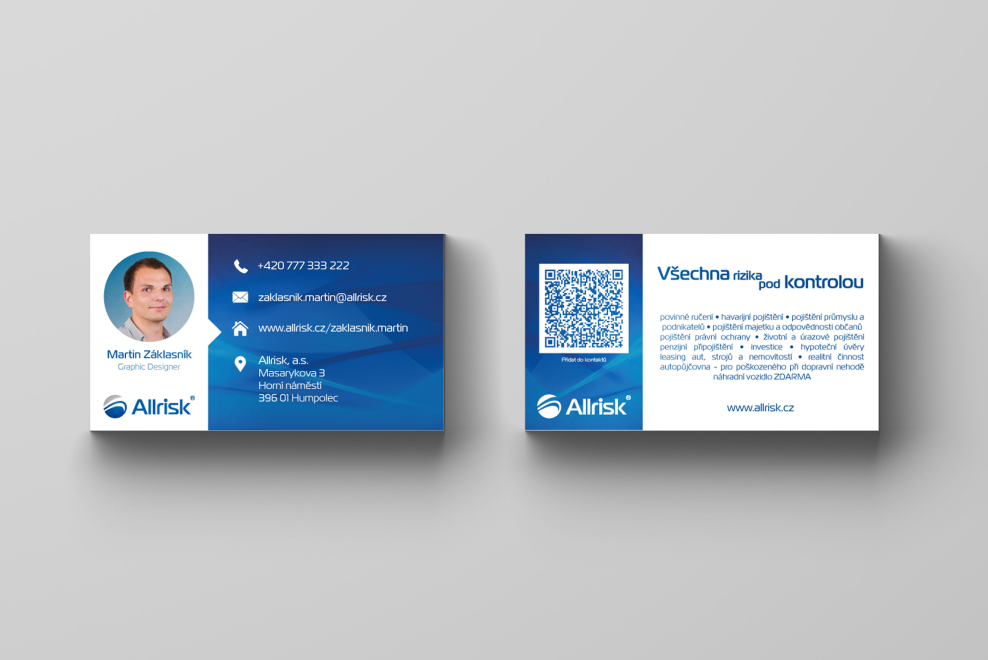 Martin Záklasník
Graphic Designer
Allrisk®
+420 777 333 222
zaklasnik.martin@allrisk.cz
www.allrisk.cz/zaklasnik.martin
Allrisk, a.s.
Masarykova 3
Horní náměstí
396 01 Humpolec
Přidat do kontaktů
Allrisk®
Všechna rizika
pod kontrolou
povinné ručení • havarijní pojištění • pojištění průmyslu a
podnikatelů • pojištění majetku a odpovědnosti občanů
pojištění právní ochrany • životní a úrazové pojištění
penzijní připojištění • investice • hypoteční úvěry
leasing aut, strojů a nemovitostí • realitní činnost
autopůjčovna - pro poškozeného při dopravní nehodě
náhradní vozidlo ZDARMA
www.allrisk.cz